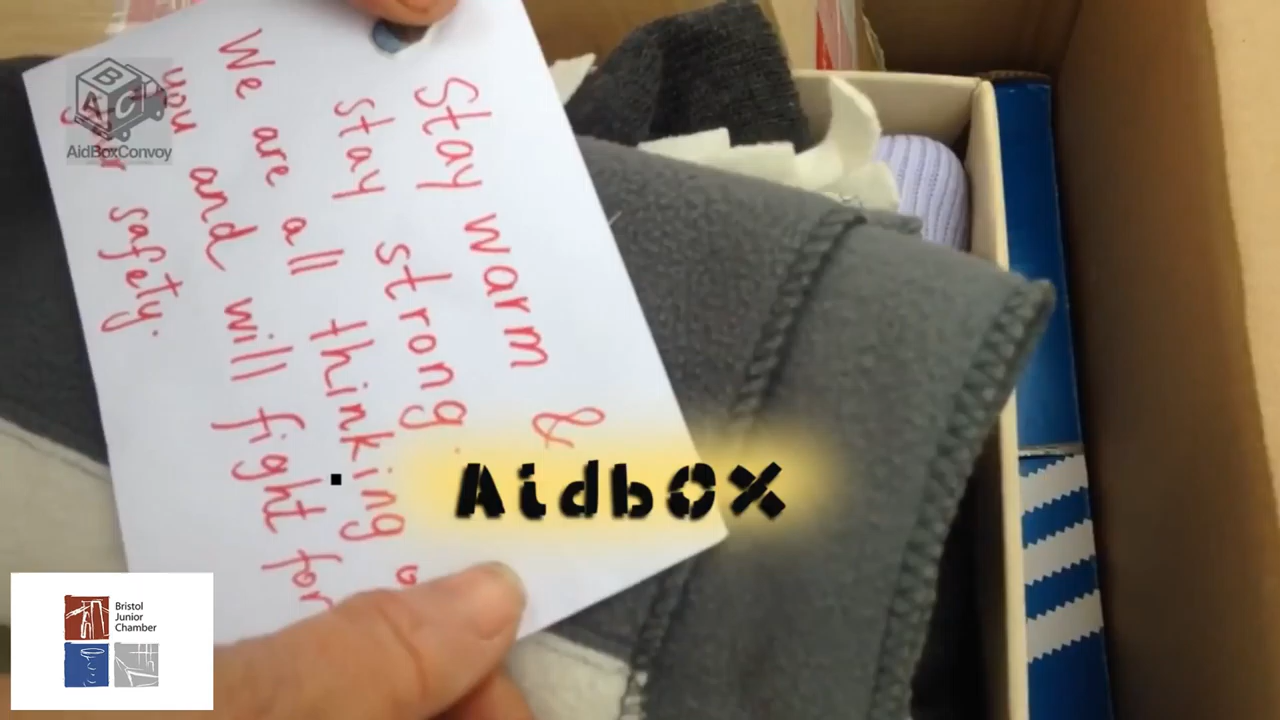 Stay warm &
stay strong.
We are all thinking
you and will fight for
safety.
B
A C
AidBoxConvoy
AidbOX
Bristol
Junior
Chamber